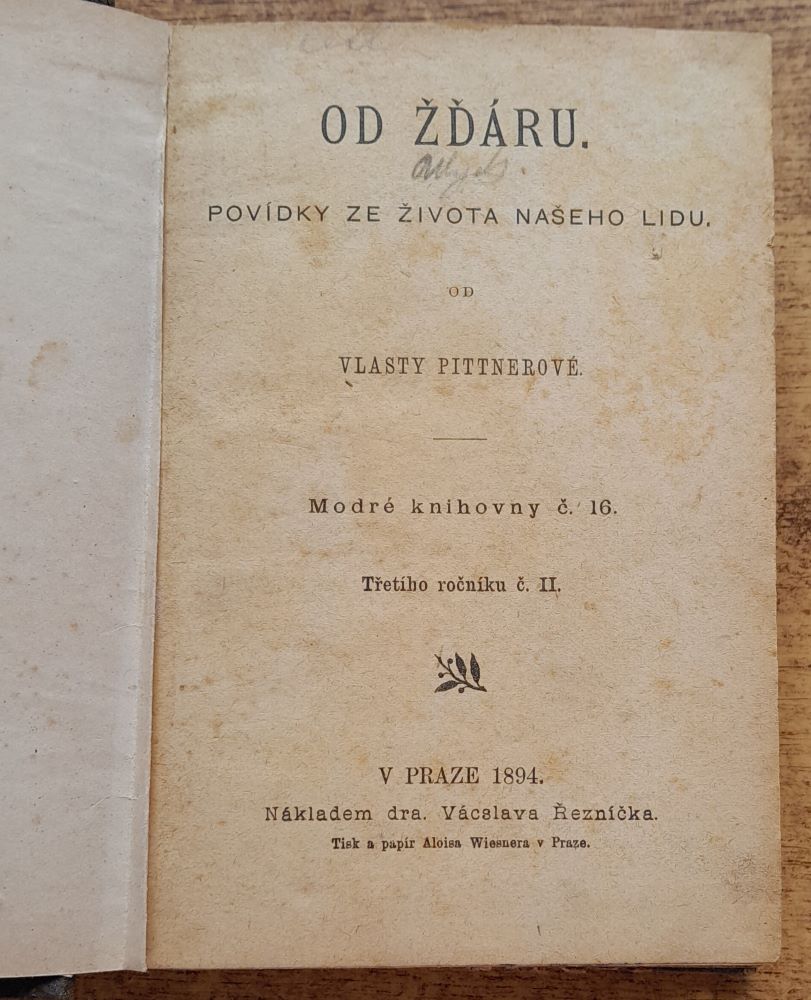 OD ŽĎÁRU.
POVÍDKY ZE ŽIVOTA NAŠEHO LIDU.
OD
VLASTY PITTNEROVÉ.
Modré knihovny č. 16.
Třetího ročníku č. II.
V PRAZE 1894.
Nákladem dra. Vácslava Řezníčka.
Tisk a papír Aloisa Wiesnera v Praze.